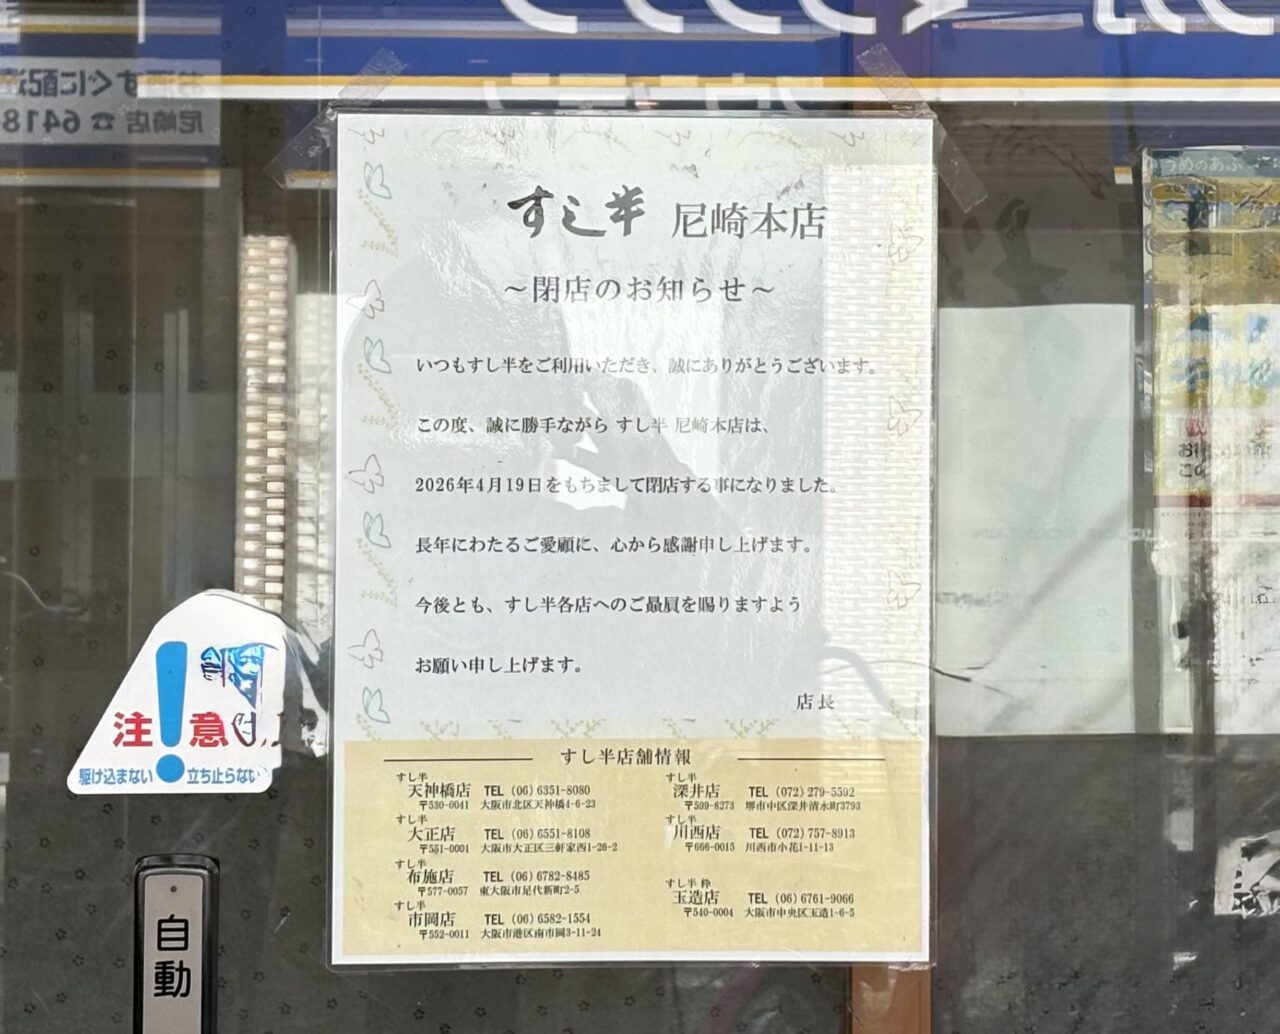 すし半 尼崎本店
～閉店のお知らせ～
いつもすし半をご利用いただき、誠にありがとうございます。
この度、誠に勝手ながら すし半 尼崎本店は、
2026年4月19日をもちまして閉店する事になりました。
長年にわたるご愛顧に、心から感謝申し上げます。
今後とも、すし半各店へのご贔屓を賜りますよう
お願い申し上げます。
店長
すし半店舗情報
すし半
天神橋店 TEL (06) 6351-8080
〒530-0041 大阪市北区天神橋4-6-23
すし半
大正店 TEL (06) 6551-8108
〒551-0001 大阪市大正区三軒家西1-26-2
すし半
布施店 TEL (06) 6782-8485
〒577-0057 東大阪市足代新町2-5
すし半
市岡店 TEL (06) 6582-1554
〒552-0011 大阪市港区南市岡3-11-24
すし半
深井店 TEL (072) 279-5592
〒599-8273 堺市中区深井清水町3793
すし半
川西店 TEL (072) 757-8913
〒666-0015 川西市小花1-11-13
すし半 粋
玉造店 TEL (06) 6761-9066
〒540-0004 大阪市中央区玉造1-6-5
注!意
駆け込まない 立ち止らない
自動
すぐに配達
尼崎店 ☎6418
うめのあぶ